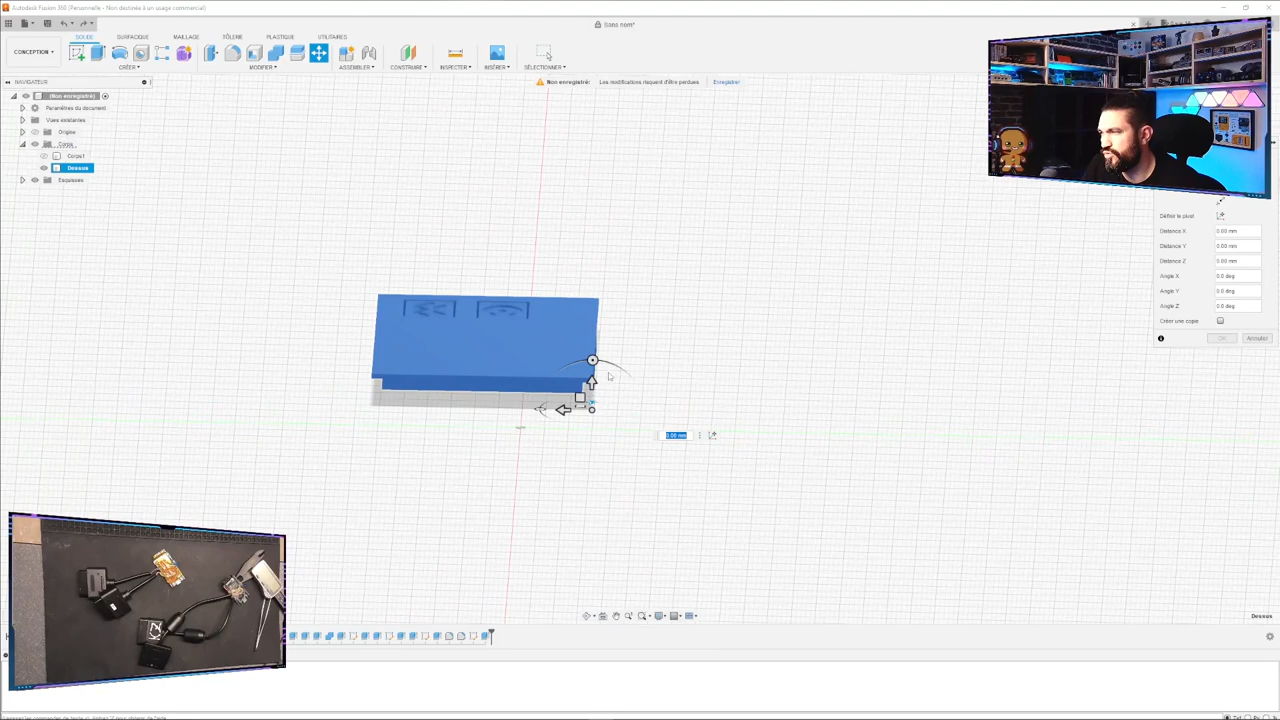 Autodesk Fusion 360 (Personnelle - Non destinée à un usage commercial)
Sans nom*
CONCEPTION
SOLIDE
SURFACIQUE
MAILLAGE
TÔLERIE
PLASTIQUE
UTILITAIRES
CRÉER
MODIFIER
ASSEMBLER
CONSTRUIRE
INSPECTER
INSÉRER
SÉLECTIONNER
NAVIGATEUR
Non enregistré:
Les modifications risquent d'être perdues
Enregistrer
(Non enregistré)
Paramètres du document
Vues existantes
Origine
Corps
Corps1
Dessus
Esquisses
Définir le pivot
Distance X
0.00 mm
Distance Y
0.00 mm
Distance Z
0.00 mm
Angle X
0.0 deg
Angle Y
0.0 deg
Angle Z
0.0 deg
Créer une copie
OK
Annuler
0.00 mm
Dessus
Txt
Py